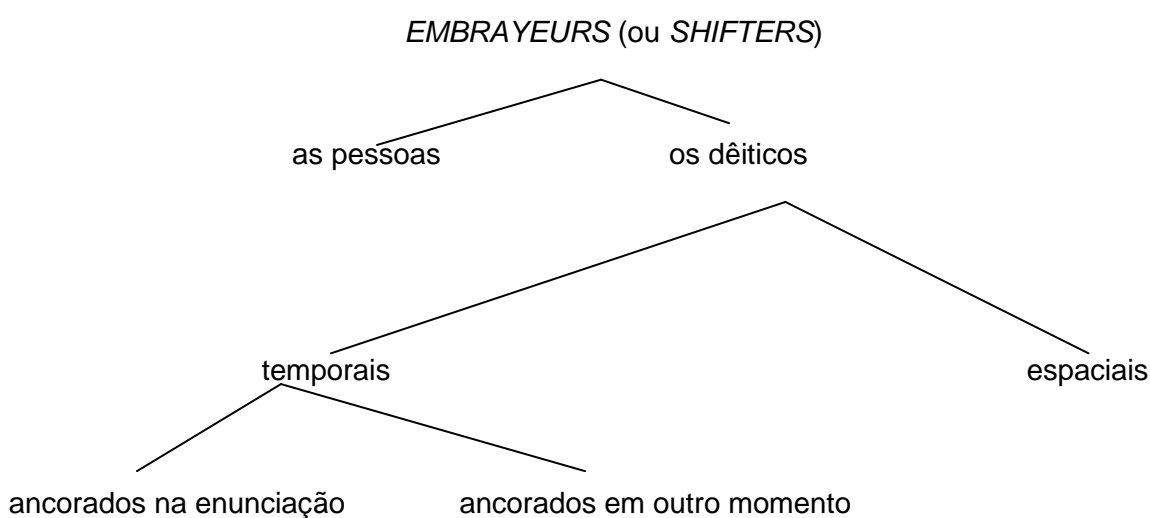 EMBRAYEURS (ou SHIFTERS)
as pessoas
os dêiticos
temporais
espaciais
ancorados na enunciação
ancorados em outro momento